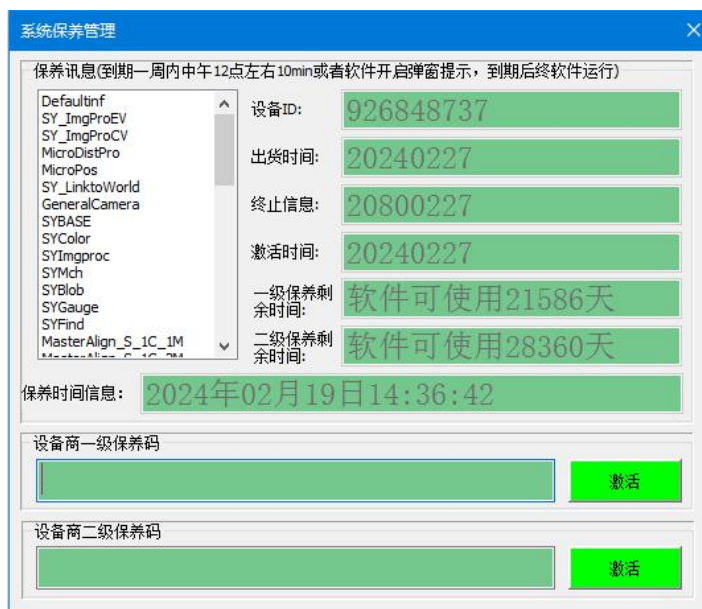 系统保养管理
保养讯息(到期一周内中午12点左右10min或者软件开启弹窗提示，到期后终软件运行)
Defaultinf
SY_ImgProEV
SY_ImgProCV
MicroDistPro
MicroPos
SY_LinktoWorld
GeneralCamera
SYBASE
SYColor
SYImgproc
SYMch
SYBlob
SYGauge
SYFind
MasterAlign_S_1C_1M
MasterAlign_S_1C_2M
设备ID:
926848737
出货时间:
20240227
终止信息:
20800227
激活时间:
20240227
一级保养剩
余时间:
软件可使用21586天
二级保养剩
余时间:
软件可使用28360天
保养时间信息:
2024年02月19日14:36:42
设备商一级保养码
激活
设备商二级保养码
激活